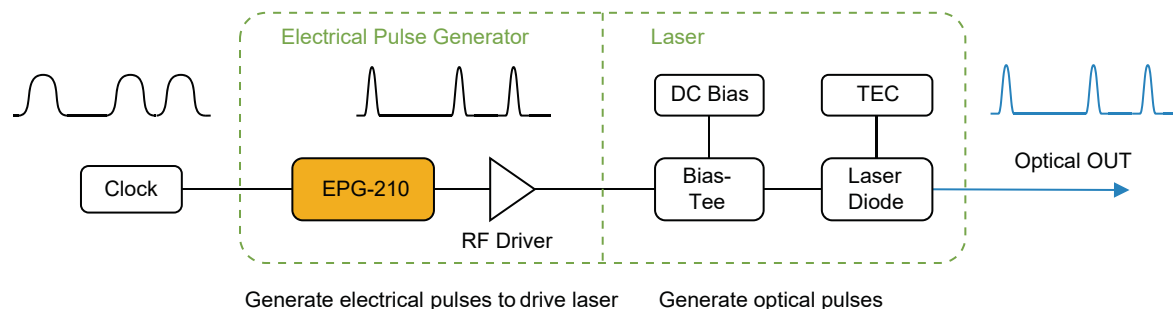 Electrical Pulse Generator
Laser
DC Bias
TEC
Optical OUT
Clock
EPG-210
RF Driver
Bias-
Tee
Laser
Diode
Generate electrical pulses to drive laser
Generate optical pulses